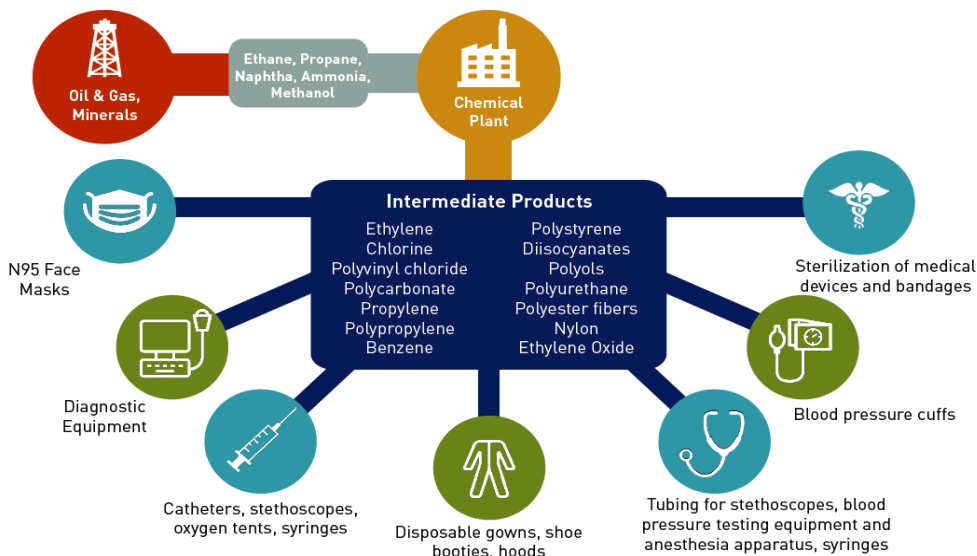 Oil & Gas,
Minerals
Ethane, Propane,
Naphtha, Ammonia,
Methanol
Chemical
Plant
Intermediate Products
Ethylene
Chlorine
Polyvinyl chloride
Polycarbonate
Propylene
Polypropylene
Benzene
Polystyrene
Diisocyanates
Polyols
Polyurethane
Polyester fibers
Nylon
Ethylene Oxide
N95 Face
Masks
Sterilization of medical
devices and bandages
Diagnostic
Equipment
Blood pressure cuffs
Catheters, stethoscopes,
oxygen tents, syringes
Disposable gowns, shoe
booties, hoods
Tubing for stethoscopes, blood
pressure testing equipment and
anesthesia apparatus, syringes